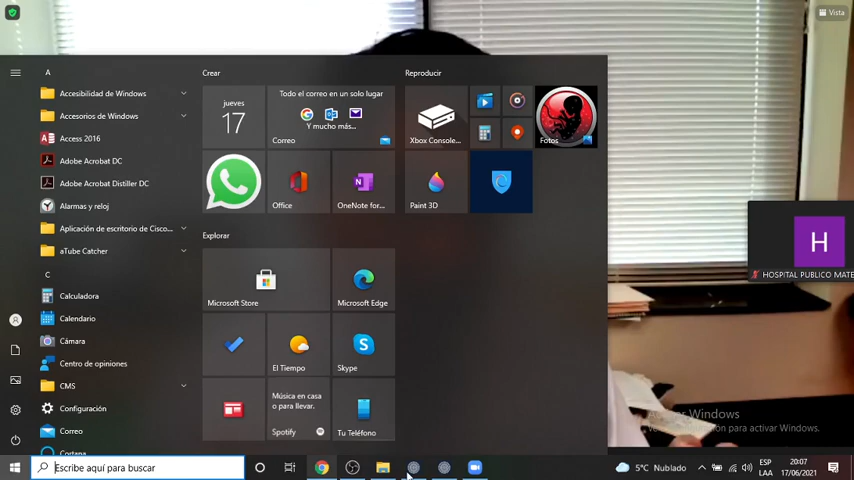 Vista
A
Accesibilidad de Windows
Accesorios de Windows
Access 2016
Adobe Acrobat DC
Adobe Acrobat Distiller DC
Alarmas y reloj
Aplicación de escritorio de Cisco...
aTube Catcher
C
Calculadora
Calendario
Cámara
Centro de opiniones
CMS
Configuración
Correo
Cortana
Crear
jueves
17
Todo el correo en un solo lugar
Y mucho más...
Correo
Office
OneNote for...
Explorar
Microsoft Store
Microsoft Edge
El Tiempo
Skype
Música en casa
o para llevar.
Spotify
Tu Teléfono
Reproducir
Xbox Console...
Fotos
Paint 3D
H
HOSPITAL PUBLICO MATE
Activar Windows
para activar Windows.
Escribe aquí para buscar
5°C Nublado
ESP
LAA
20:07
17/06/2021